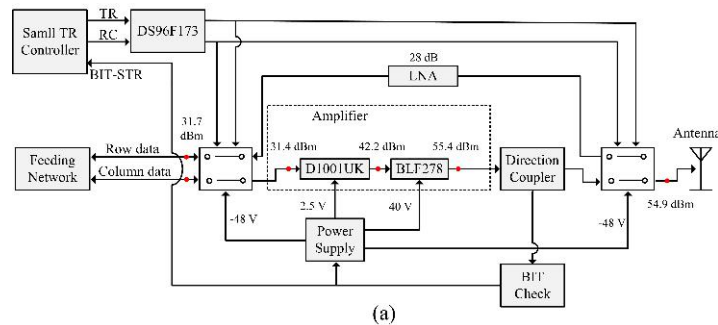 Samll TR
Controller
TR
RC
BIT-STR
DS96F173
28 dB
LNA
31.7
dBm
Amplifier
31.4 dBm
42.2dBm
55.4 dBm
Antenna
Feeding
Network
Row data
Column data
D1001UK
BLF278
Direction
Coupler
54.9 dBm
-48 V
2.5 V
40 V
-48 V
Power
Supply
BIT
Check
(a)